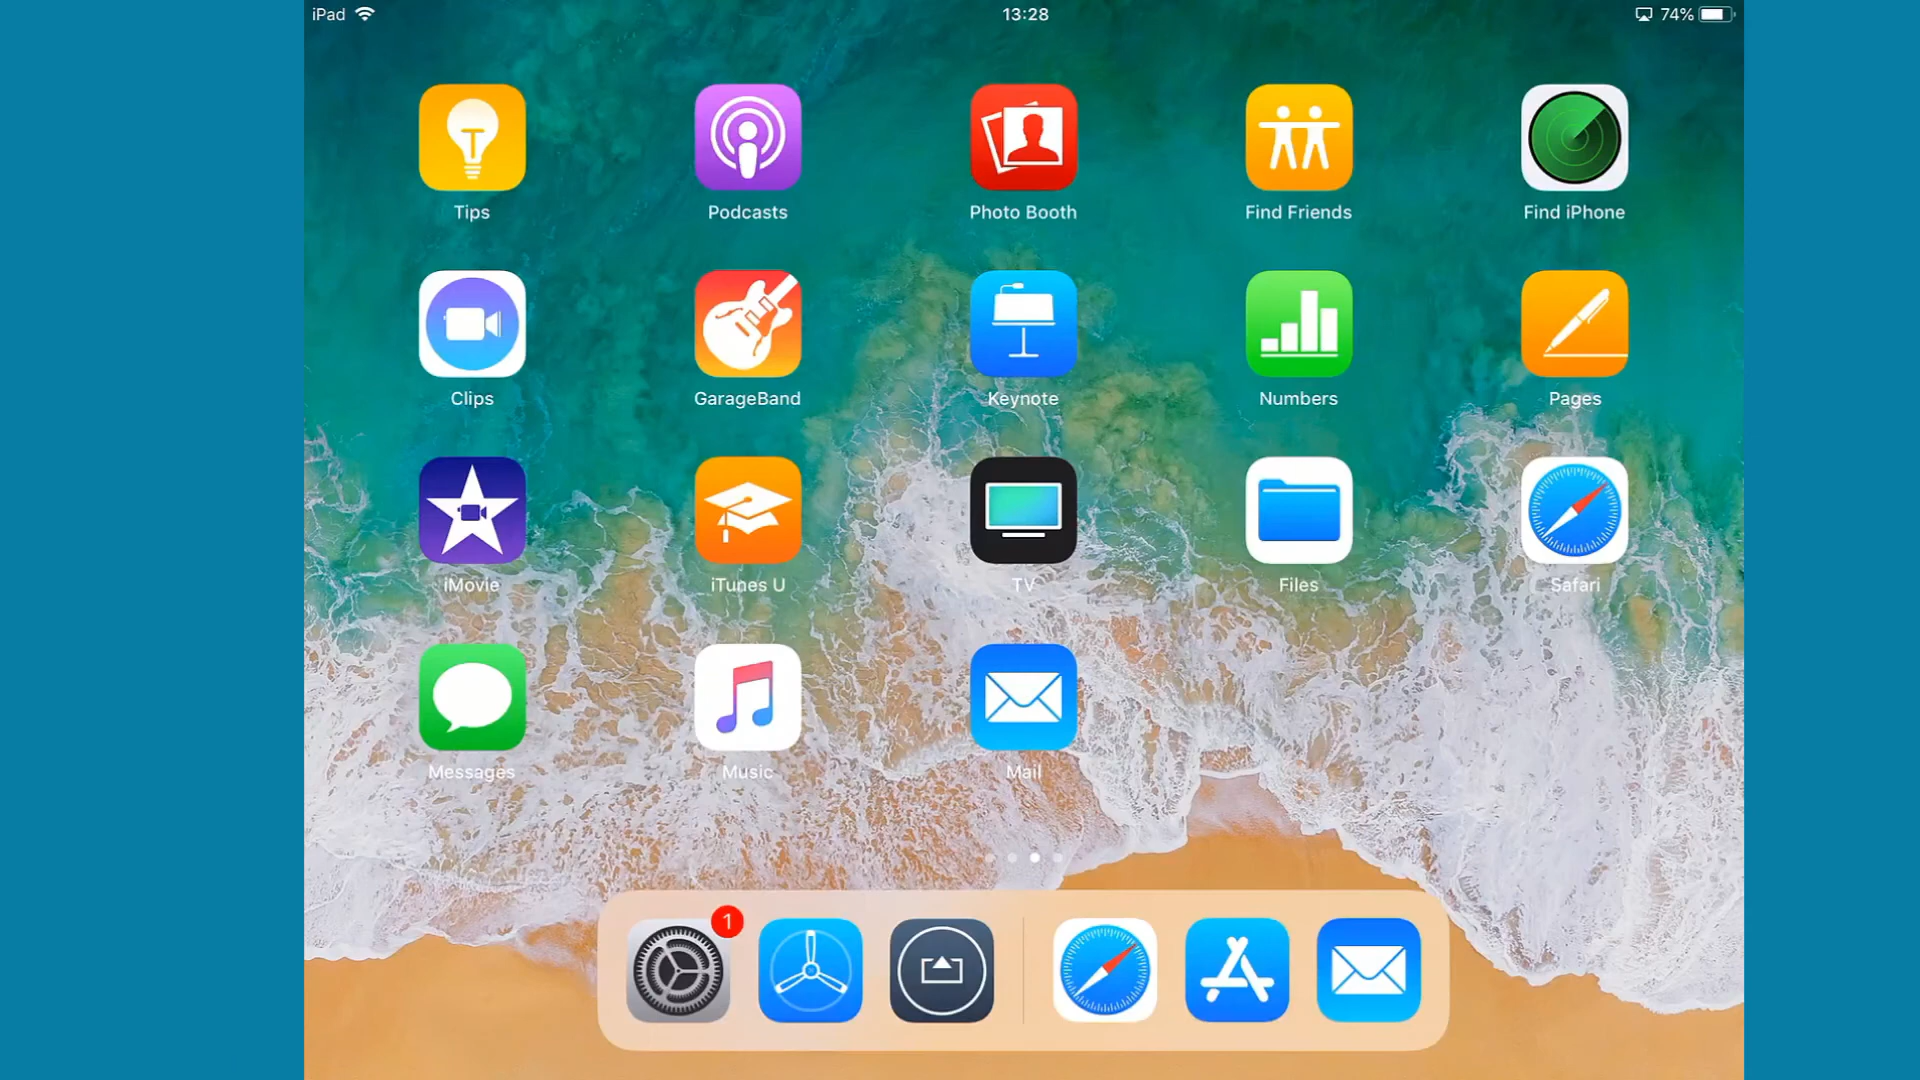 iPad 13:28 74%
Tips Podcasts Photo Booth Find Friends Find iPhone
Clips GarageBand Keynote Numbers Pages
iMovie iTunes U TV Files Safari
Messages Music Mail
1